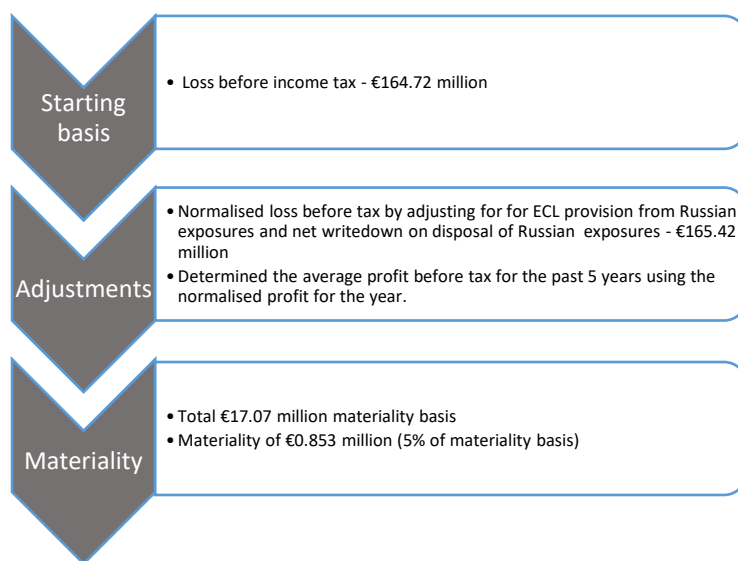 Starting
basis
• Loss before income tax - €164.72 million
Adjustments
• Normalised loss before tax by adjusting for for ECL provision from Russian
exposures and net writedown on disposal of Russian exposures - €165.42
million
• Determined the average profit before tax for the past 5 years using the
normalised profit for the year.
Materiality
• Total €17.07 million materiality basis
• Materiality of €0.853 million (5% of materiality basis)